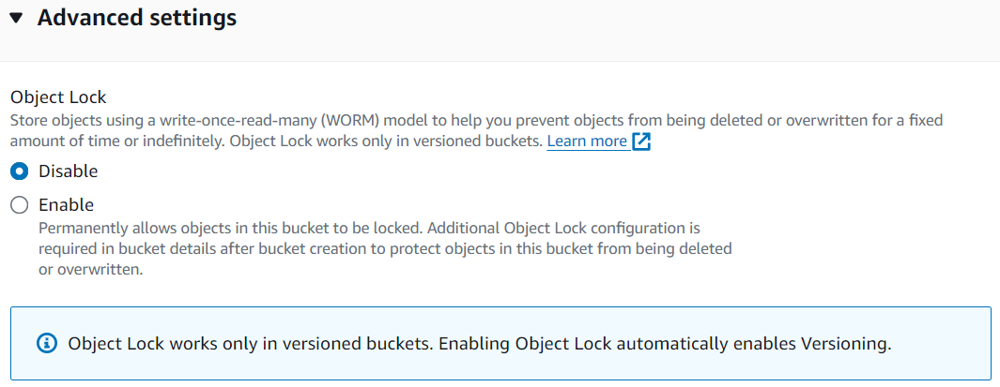 Advanced settings
Object Lock
Store objects using a write-once-read-many (WORM) model to help you prevent objects from being deleted or overwritten for a fixed
amount of time or indefinitely. Object Lock works only in versioned buckets. Learn more
Disable
Enable
Permanently allows objects in this bucket to be locked. Additional Object Lock configuration is
required in bucket details after bucket creation to protect objects in this bucket from being deleted
or overwritten.
Object Lock works only in versioned buckets. Enabling Object Lock automatically enables Versioning.